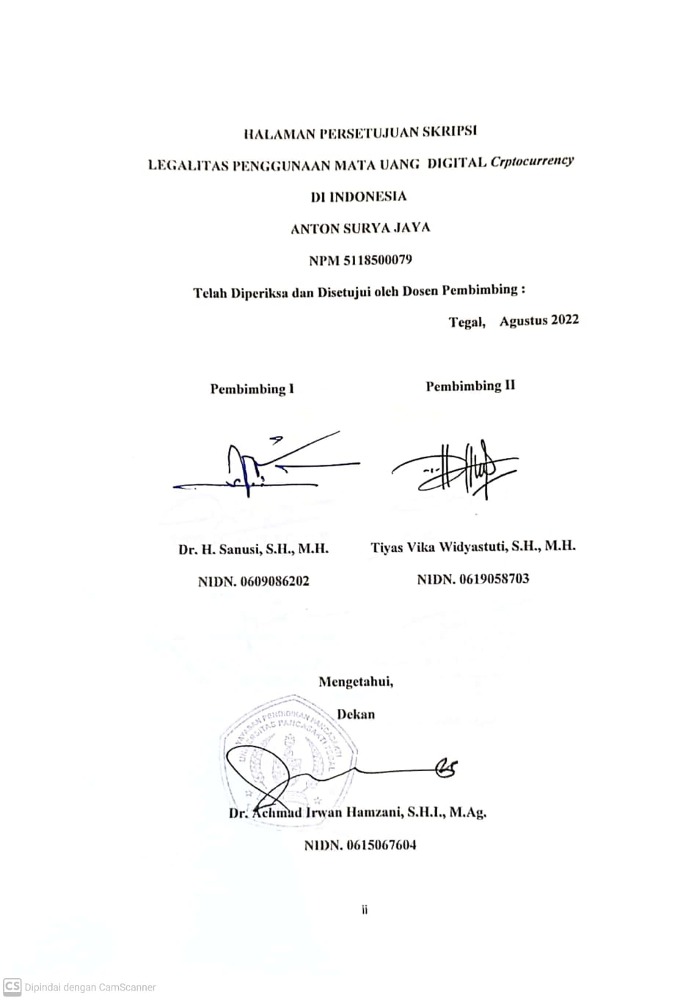 HALAMAN PERSETUJUAN SKRIPSI
LEGALITAS PENGGUNAAN MATA UANG DIGITAL Crptocurrency
DI INDONESIA
ANTON SURYA JAYA
NPM 5118500079
Telah Diperiksa dan Disetujui oleh Dosen Pembimbing :
Tegal, Agustus 2022
Pembimbing I Pembimbing II
Dr. H. Sanusi, S.H., M.H. Tiyas Vika Widyastuti, S.H., M.H.
NIDN. 0609086202 NIDN. 0619058703
Mengetahui,
Dekan
YAYASAN PENDIDIKAN PANCASAKTI
UNIVERSITAS PANCASAKTI TEGAL
Dr. Achmad Irwan Hamzani, S.H.I., M.Ag.
NIDN. 0615067604
ii
CS Dipindai dengan CamScanner